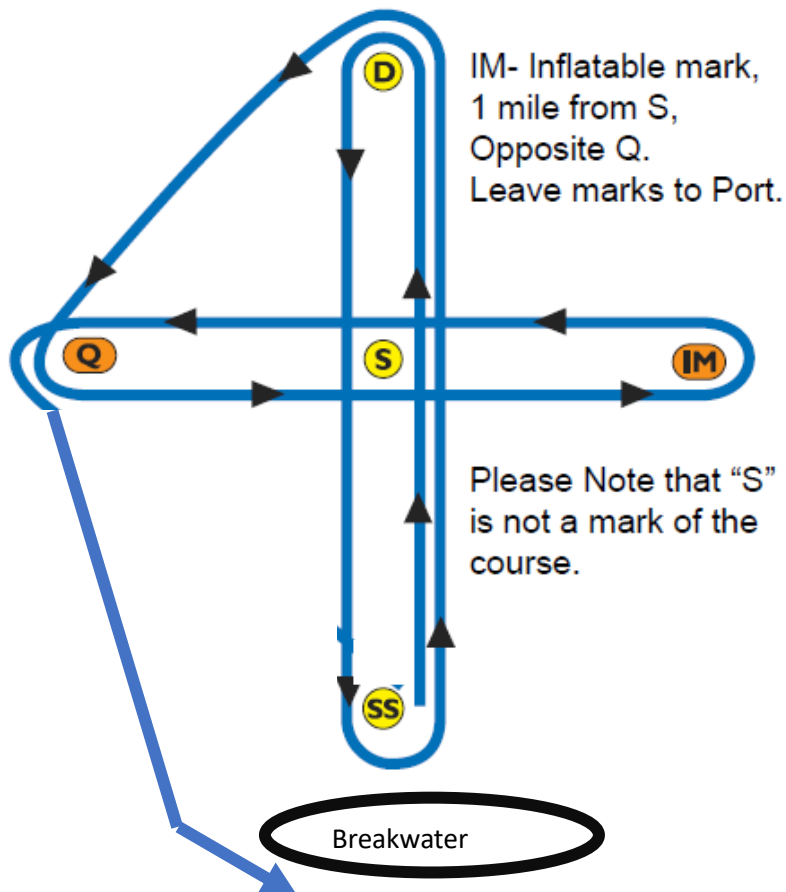 D
IM- Inflatable mark,
1 mile from S,
Opposite Q.
Leave marks to Port.
Q
S
IM
Please Note that “S”
is not a mark of the
course.
SS
Breakwater